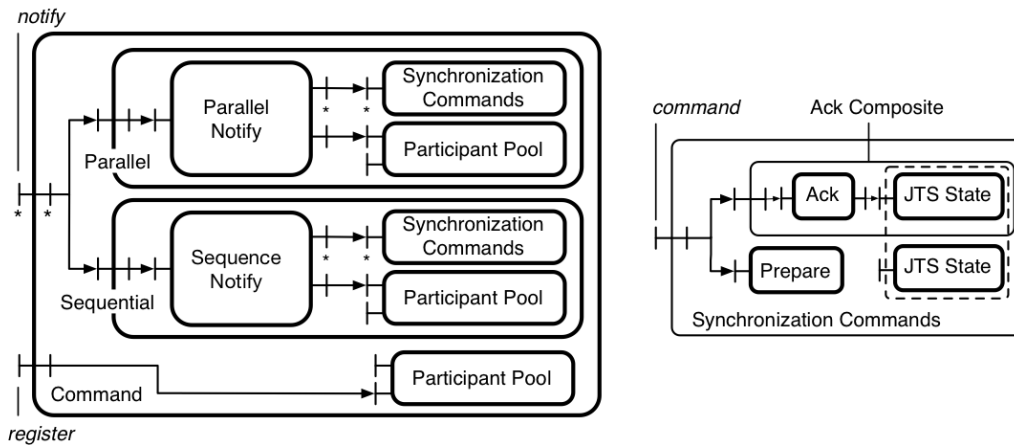 notify
Parallel
Notify
Synchronization
Commands
*
*
Participant Pool
Parallel
*
*
Sequence
Notify
Synchronization
Commands
*
*
Participant Pool
Sequential
Participant Pool
Command
register
command
Ack Composite
Ack
JTS State
Prepare
JTS State
Synchronization Commands